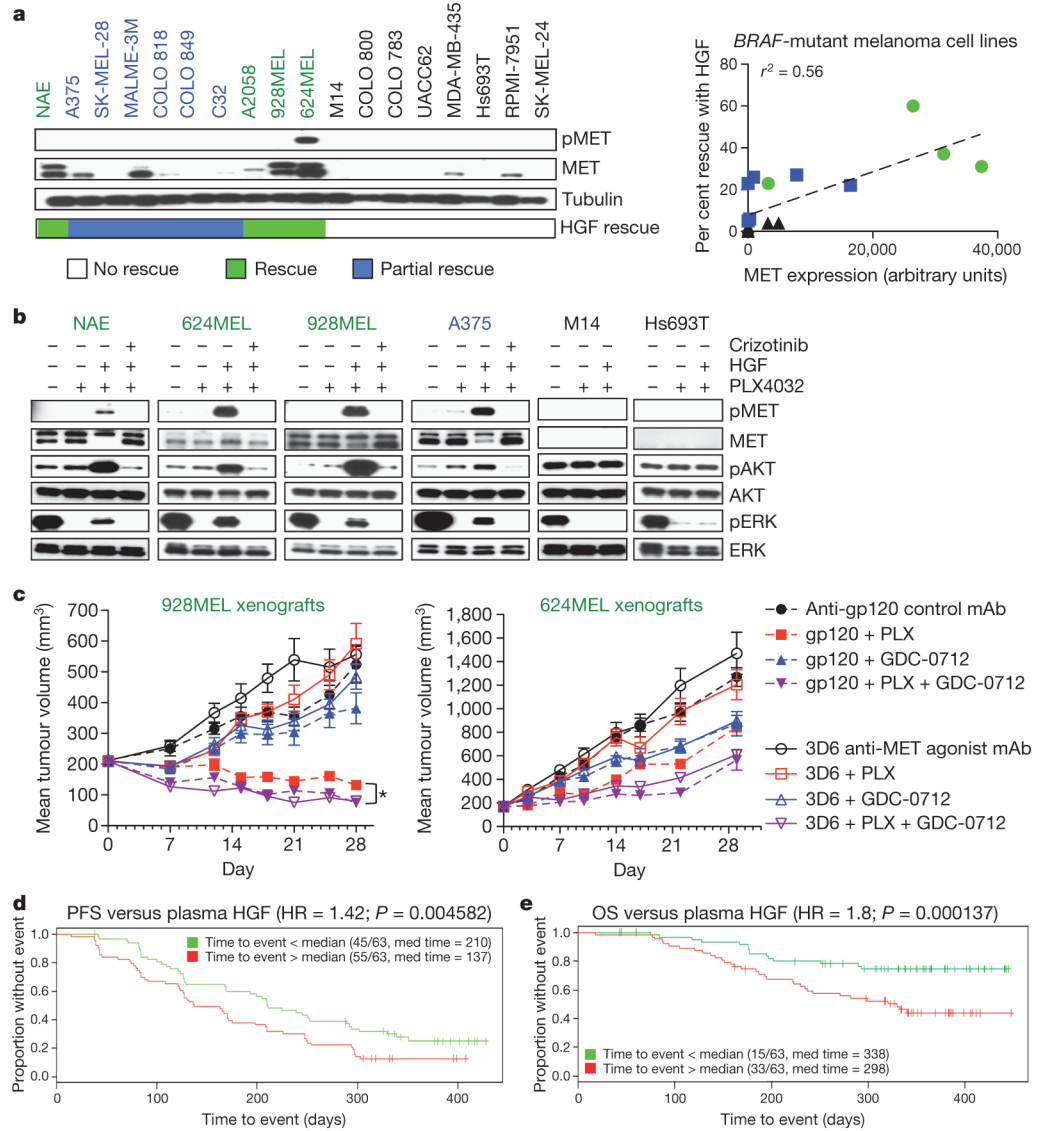 a
NAE
A375
SK-MEL-28
MALME-3M
COLO 818
COLO 849
C32
A2058
928MEL
624MEL
M14
COLO 800
COLO 783
UACC62
MDA-MB-435
Hs693T
RPMI-7951
SK-MEL-24
pMET
MET
Tubulin
HGF rescue
No rescue
Rescue
Partial rescue
BRAF-mutant melanoma cell lines
r² = 0.56
Per cent rescue with HGF
80
60
40
20
0
0
20,000
40,000
MET expression (arbitrary units)
b
NAE
624MEL
928MEL
A375
M14
Hs693T
− − − + − − − + − − − + − − − + − − − − − − Crizotinib
− − + + − − + + − − + + − − + + − − + − − + HGF
− + + + − + + + − + + + − + + + − + + − + + PLX4032
pMET
MET
pAKT
AKT
pERK
ERK
c
928MEL xenografts
Mean tumour volume (mm³)
700
600
500
400
300
200
100
0
0 7 14 21 28
Day
*
624MEL xenografts
Mean tumour volume (mm³)
1,800
1,600
1,400
1,200
1,000
800
600
400
200
0
0 7 14 21 28
Day
Anti-gp120 control mAb
gp120 + PLX
gp120 + GDC-0712
gp120 + PLX + GDC-0712
3D6 anti-MET agonist mAb
3D6 + PLX
3D6 + GDC-0712
3D6 + PLX + GDC-0712
d
PFS versus plasma HGF (HR = 1.42; P = 0.004582)
Proportion without event
1.0
0.8
0.6
0.4
0.2
0.0
Time to event < median (45/63, med time = 210)
Time to event > median (55/63, med time = 137)
0 100 200 300 400
Time to event (days)
e
OS versus plasma HGF (HR = 1.8; P = 0.000137)
Proportion without event
1.0
0.8
0.6
0.4
0.2
0.0
Time to event < median (15/63, med time = 338)
Time to event > median (33/63, med time = 298)
0 100 200 300 400
Time to event (days)